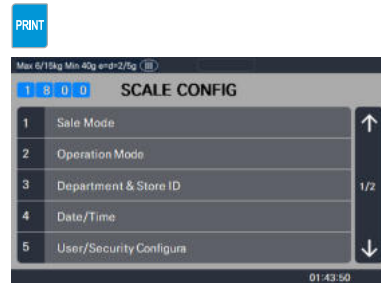 PRINT
Max 6/15kg Min 40g e=d=2/5g (III)
1 8 0 0 SCALE CONFIG
1 Sale Mode
2 Operation Mode
3 Department & Store ID
1/2
4 Date/Time
5 User/Security Configura
01:43:50